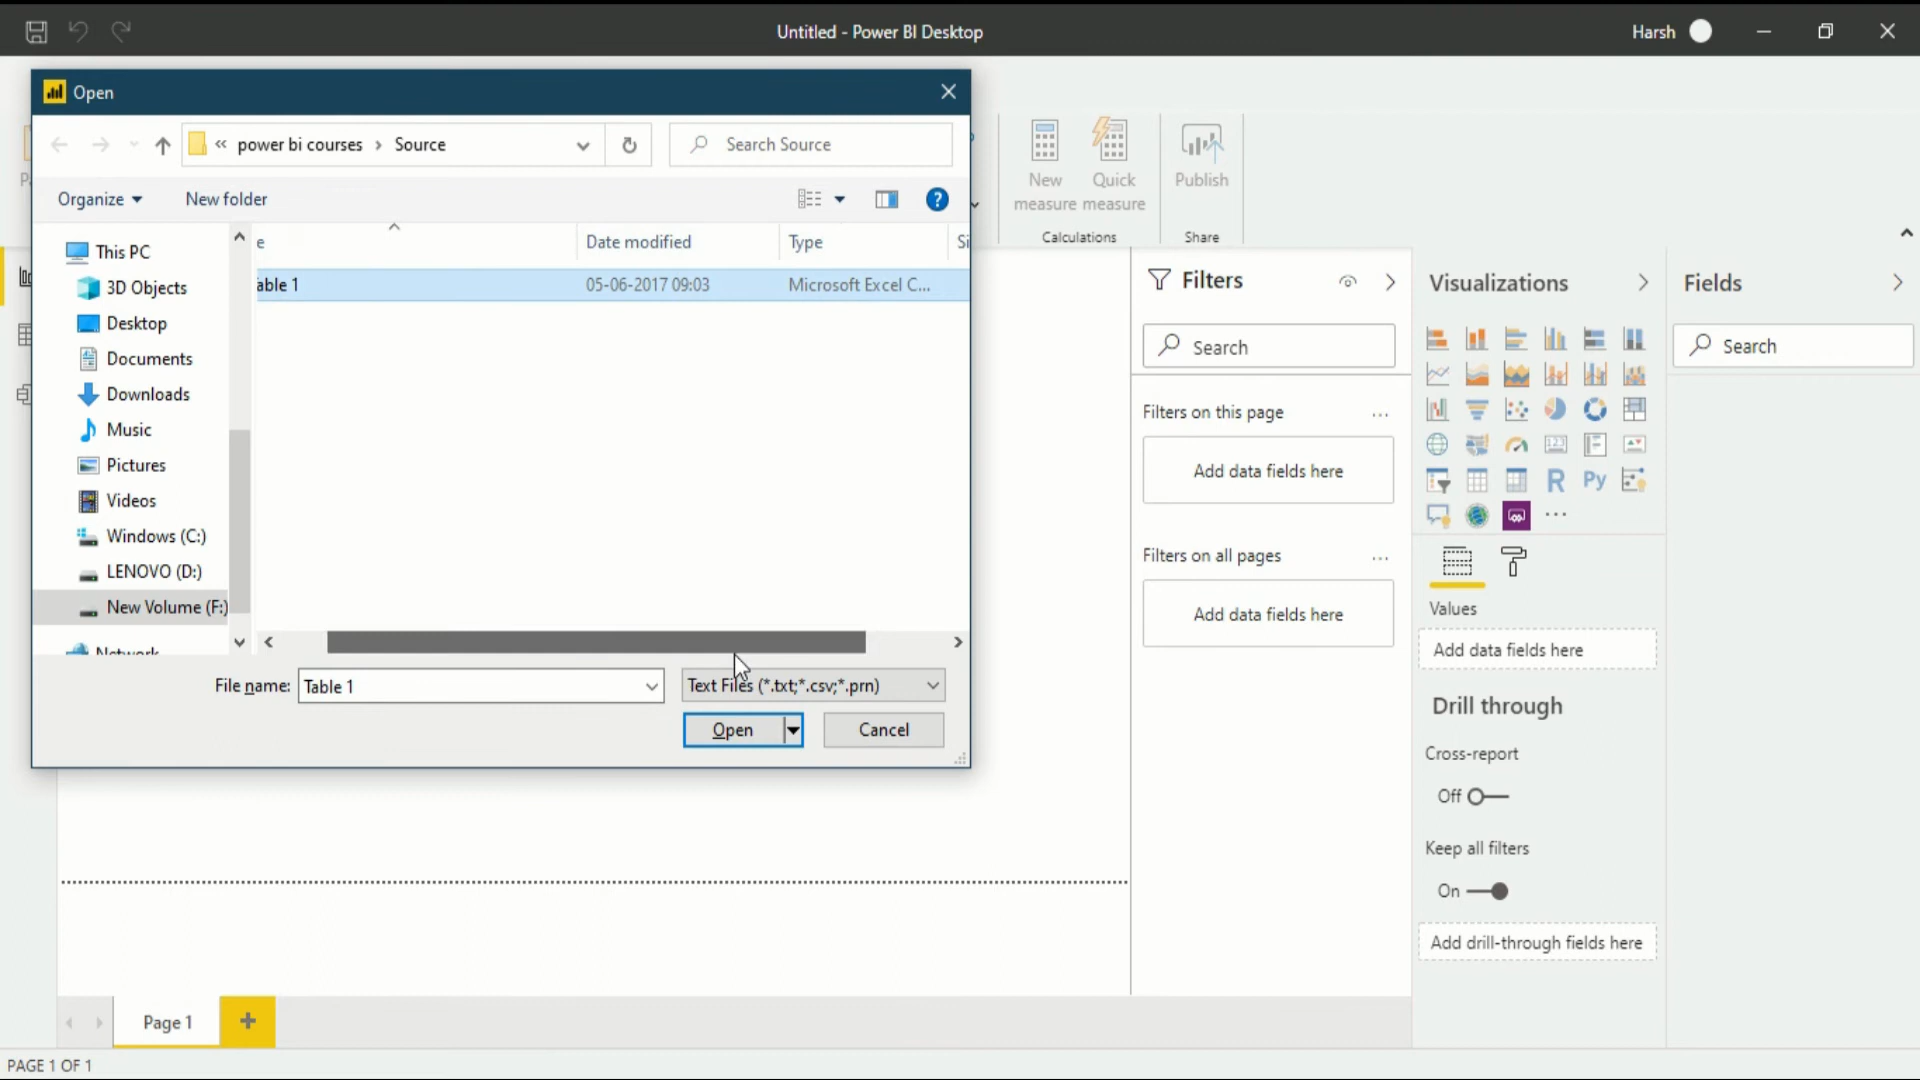 Untitled - Power BI Desktop
Harsh
Open
« power bi courses › Source
Search Source
Organize
New folder
e
Date modified
Type
Si
able 1
05-06-2017 09:03
Microsoft Excel C...
This PC
3D Objects
Desktop
Documents
Downloads
Music
Pictures
Videos
Windows (C:)
LENOVO (D:)
New Volume (F:)
Network
File name:
Table 1
Text Files (*.txt;*.csv;*.prn)
Open
Cancel
New measure
Quick measure
Calculations
Publish
Share
Filters
Search
Filters on this page
...
Add data fields here
Filters on all pages
...
Add data fields here
Visualizations
123
R
Py
...
Values
Add data fields here
Drill through
Cross-report
Off
Keep all filters
On
Add drill-through fields here
Fields
Search
Page 1
+
PAGE 1 OF 1